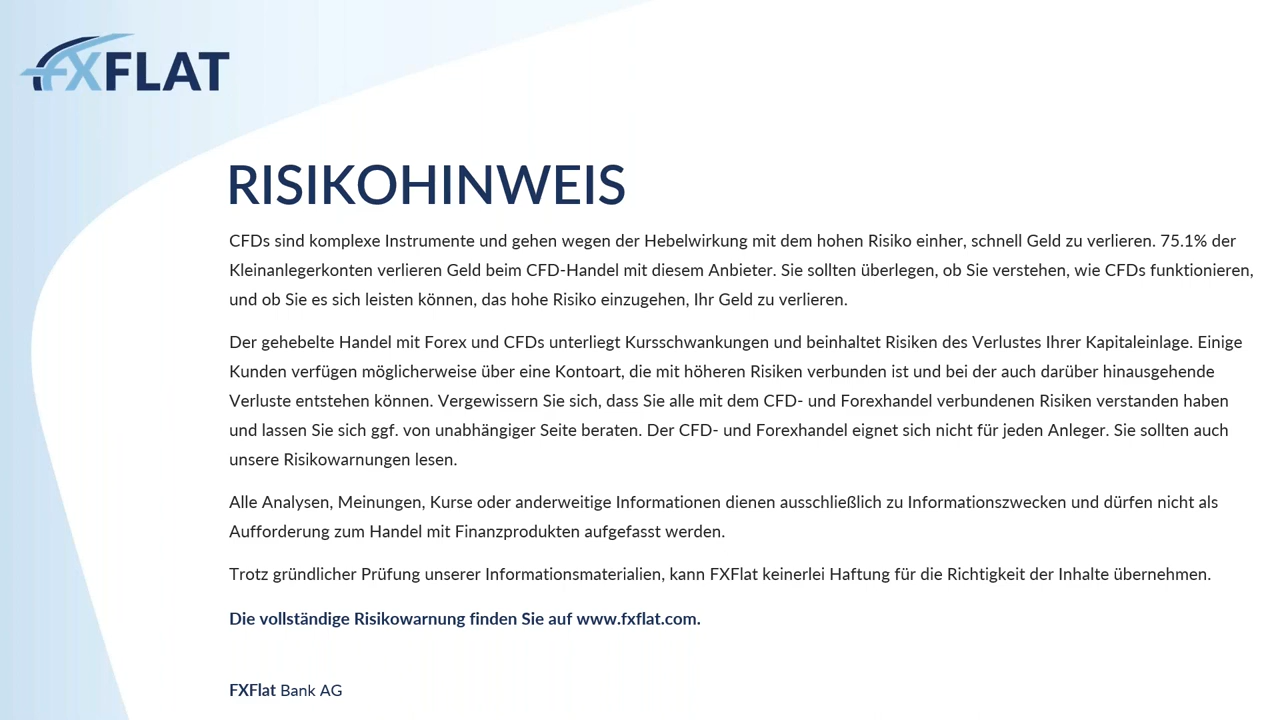 FXFLAT
RISIKOHINWEIS
CFDs sind komplexe Instrumente und gehen wegen der Hebelwirkung mit dem hohen Risiko einher, schnell Geld zu verlieren. 75.1% der
Kleinanlegerkonten verlieren Geld beim CFD-Handel mit diesem Anbieter. Sie sollten überlegen, ob Sie verstehen, wie CFDs funktionieren,
und ob Sie es sich leisten können, das hohe Risiko einzugehen, Ihr Geld zu verlieren.
Der gehebelte Handel mit Forex und CFDs unterliegt Kursschwankungen und beinhaltet Risiken des Verlustes Ihrer Kapitaleinlage. Einige
Kunden verfügen möglicherweise über eine Kontoart, die mit höheren Risiken verbunden ist und bei der auch darüber hinausgehende
Verluste entstehen können. Vergewissern Sie sich, dass Sie alle mit dem CFD- und Forexhandel verbundenen Risiken verstanden haben
und lassen Sie sich ggf. von unabhängiger Seite beraten. Der CFD- und Forexhandel eignet sich nicht für jeden Anleger. Sie sollten auch
unsere Risikowarnungen lesen.
Alle Analysen, Meinungen, Kurse oder anderweitige Informationen dienen ausschließlich zu Informationszwecken und dürfen nicht als
Aufforderung zum Handel mit Finanzprodukten aufgefasst werden.
Trotz gründlicher Prüfung unserer Informationsmaterialien, kann FXFlat keinerlei Haftung für die Richtigkeit der Inhalte übernehmen.
Die vollständige Risikowarnung finden Sie auf www.fxflat.com.
FXFlat Bank AG